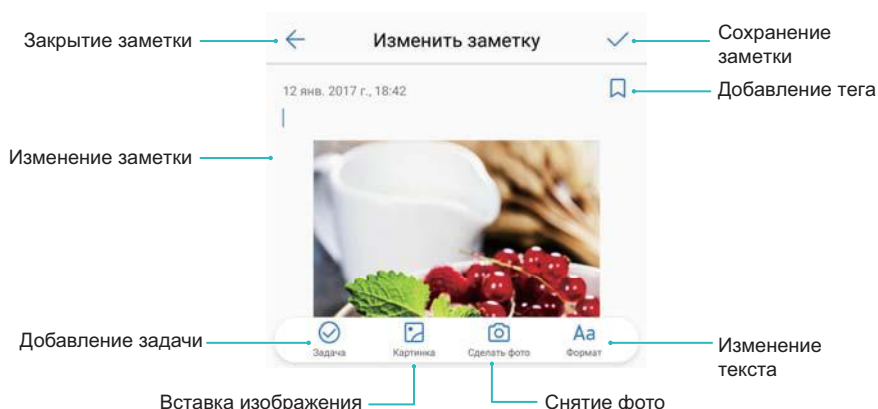 Закрытие заметки
Изменить заметку
Сохранение
заметки
12 янв. 2017 г., 18:42
Добавление тега
Изменение заметки
Добавление задачи
Задача
Картинка
Сделать фото
Aa
Формат
Изменение
текста
Вставка изображения
Снятие фото